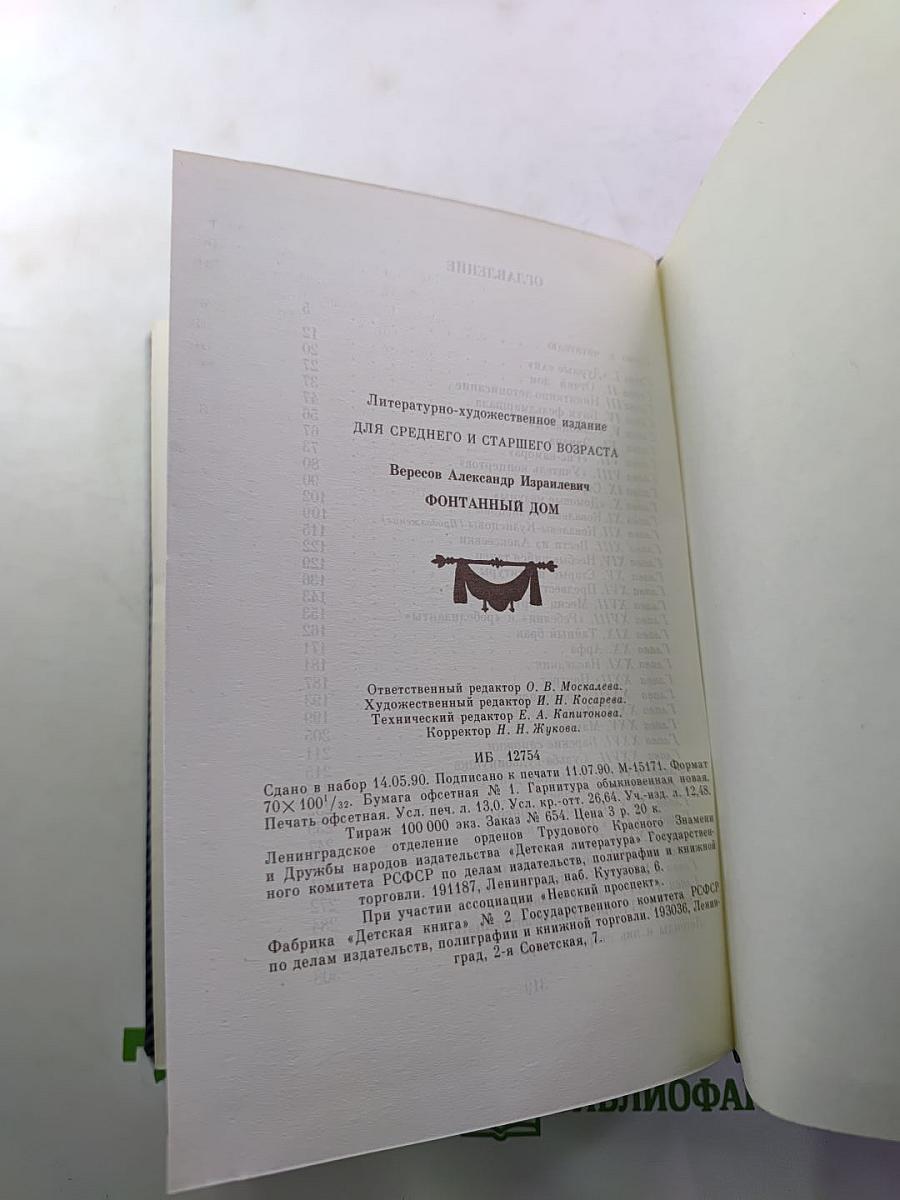 Литературно-художественное издание
ДЛЯ СРЕДНЕГО И СТАРШЕГО ВОЗРАСТА
Вересов Александр Израилевич
ФОНТАННЫЙ ДОМ
Ответственный редактор О. В. Москалева.
Художественный редактор И. Н. Косарева.
Технический редактор Е. А. Капитонова.
Корректор Н. Н. Жукова.
ИБ 12754
Сдано в набор 14.05.90. Подписано к печати 11.07.90. М-15171. Формат
70×100¹/₃₂. Бумага офсетная № 1. Гарнитура обыкновенная новая.
Печать офсетная. Усл. печ. л. 13,0. Усл. кр.-отт. 26,64. Уч.-изд. л. 12,48.
Тираж 100 000 экз. Заказ № 654. Цена 3 р. 20 к.
Ленинградское отделение орденов Трудового Красного Знамени
и Дружбы народов издательства «Детская литература» Государствен-
ного комитета РСФСР по делам издательств, полиграфии и книжной
торговли. 191187, Ленинград, наб. Кутузова, 6.
При участии ассоциации «Невский проспект».
Фабрика «Детская книга» № 2 Государственного комитета РСФСР
по делам издательств, полиграфии и книжной торговли. 193036, Ленин-
град, 2-я Советская, 7.